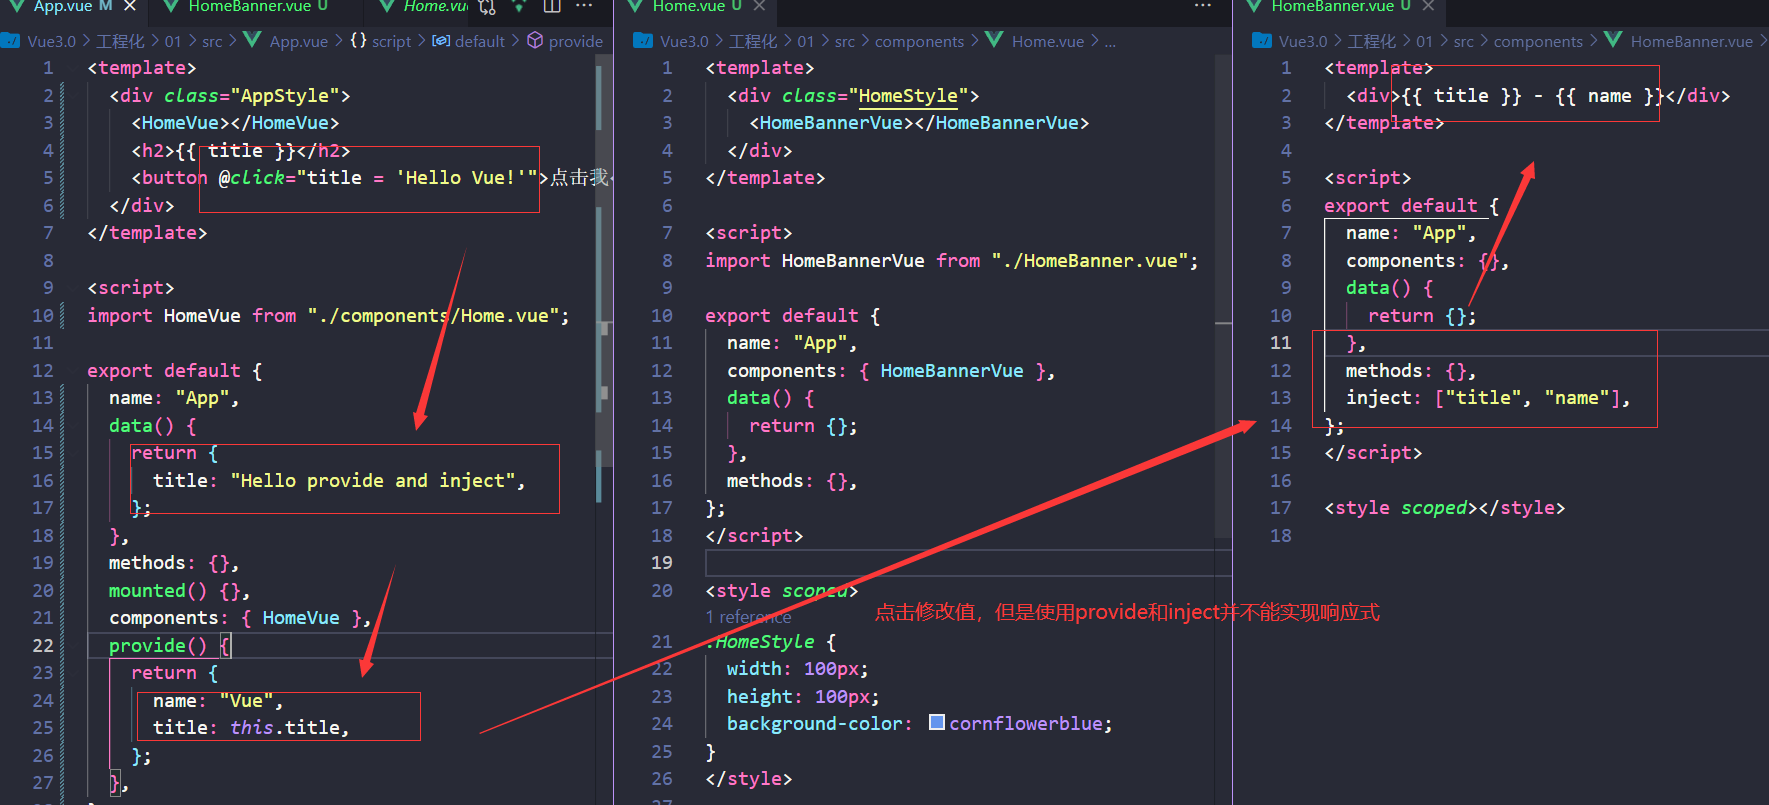 App.vue M
HomeBanner.vue U
Home.vue
Vue3.0 > 工程化 > 01 > src > App.vue > {} script > default > provide
1 <template>
2 <div class="AppStyle">
3 <HomeVue></HomeVue>
4 <h2>{{ title }}</h2>
5 <button @click="title = 'Hello Vue!'">点击我
6 </div>
7 </template>
8
9 <script>
10 import HomeVue from "./components/Home.vue";
11
12 export default {
13 name: "App",
14 data() {
15 return {
16 title: "Hello provide and inject",
17 };
18 },
19 methods: {},
20 mounted() {},
21 components: { HomeVue },
22 provide() {
23 return {
24 name: "Vue",
25 title: this.title,
26 };
27 },
Home.vue U
Vue3.0 > 工程化 > 01 > src > components > Home.vue > ...
1 <template>
2 <div class="HomeStyle">
3 <HomeBannerVue></HomeBannerVue>
4 </div>
5 </template>
6
7 <script>
8 import HomeBannerVue from "./HomeBanner.vue";
9
10 export default {
11 name: "App",
12 components: { HomeBannerVue },
13 data() {
14 return {};
15 },
16 methods: {},
17 };
18 </script>
19
20 <style scoped>
1 reference
21 .HomeStyle {
22 width: 100px;
23 height: 100px;
24 background-color: cornflowerblue;
25 }
26 </style>
点击修改值，但是使用provide和inject并不能实现响应式
HomeBanner.vue U
Vue3.0 > 工程化 > 01 > src > components > HomeBanner.vue >
1 <template>
2 <div>{{ title }} - {{ name }}</div>
3 </template>
4
5 <script>
6 export default {
7 name: "App",
8 components: {},
9 data() {
10 return {};
11 },
12 methods: {},
13 inject: ["title", "name"],
14 };
15 </script>
16
17 <style scoped></style>
18